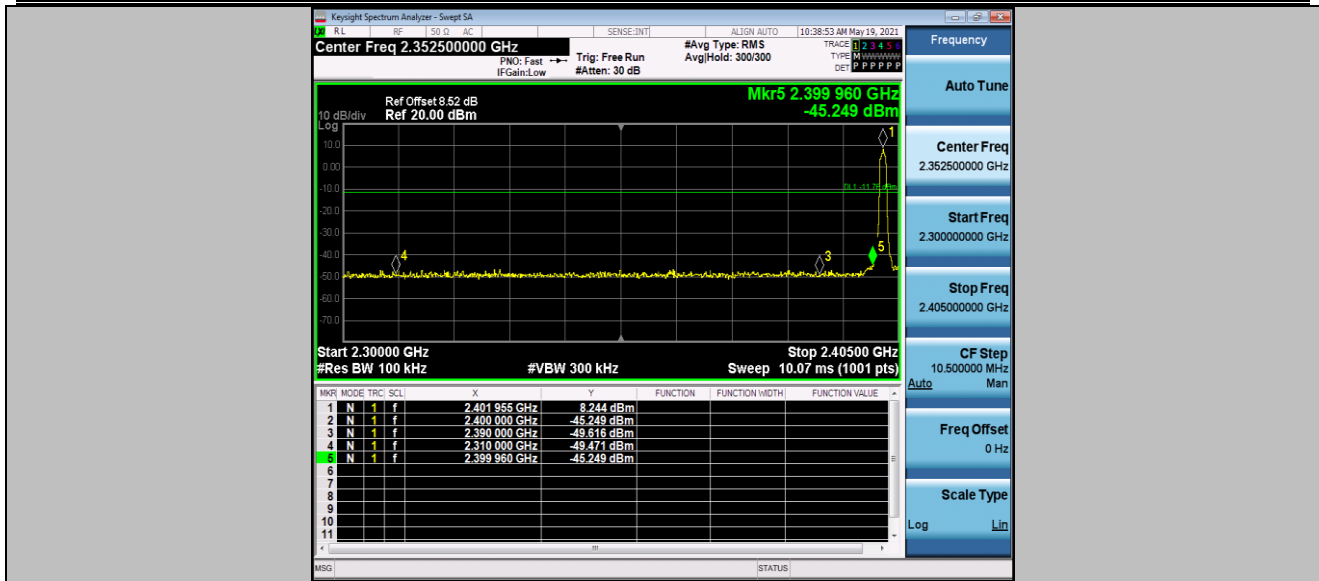 Keysight Spectrum Analyzer - Swept SA
RL RF 50 Ω AC SENSE:INT ALIGN AUTO 10:38:53 AM May 19, 2021
Center Freq 2.352500000 GHz
PNO: Fast
IFGain:Low
Trig: Free Run
#Atten: 30 dB
#Avg Type: RMS
Avg|Hold: 300/300
TRACE 1 2 3 4 5 6
TYPE M WWWWW
DET P P P P P P
Mkr5 2.399 960 GHz
-45.249 dBm
Ref Offset 8.52 dB
10 dB/div Ref 20.00 dBm
Log
10.0
0.00
-10.0
-20.0
-30.0
-40.0
-50.0
-60.0
-70.0
DL1 -11.76 dBm
1
4
3
5
Start 2.30000 GHz Stop 2.40500 GHz
#Res BW 100 kHz #VBW 300 kHz Sweep 10.07 ms (1001 pts)
MKR MODE TRC SCL X Y FUNCTION FUNCTION WIDTH FUNCTION VALUE
1 N 1 f 2.401 955 GHz 8.244 dBm
2 N 1 f 2.400 000 GHz -45.249 dBm
3 N 1 f 2.390 000 GHz -49.616 dBm
4 N 1 f 2.310 000 GHz -49.471 dBm
5 N 1 f 2.399 960 GHz -45.249 dBm
6
7
8
9
10
11
MSG STATUS
Frequency
Auto Tune
Center Freq
2.352500000 GHz
Start Freq
2.300000000 GHz
Stop Freq
2.405000000 GHz
CF Step
10.500000 MHz
Auto Man
Freq Offset
0 Hz
Scale Type
Log Lin